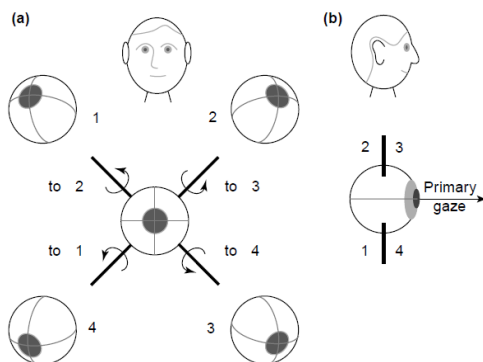 (a)
(b)
1
2
2 3
to 2
to 3
Primary
gaze
to 1
to 4
1 4
4
3